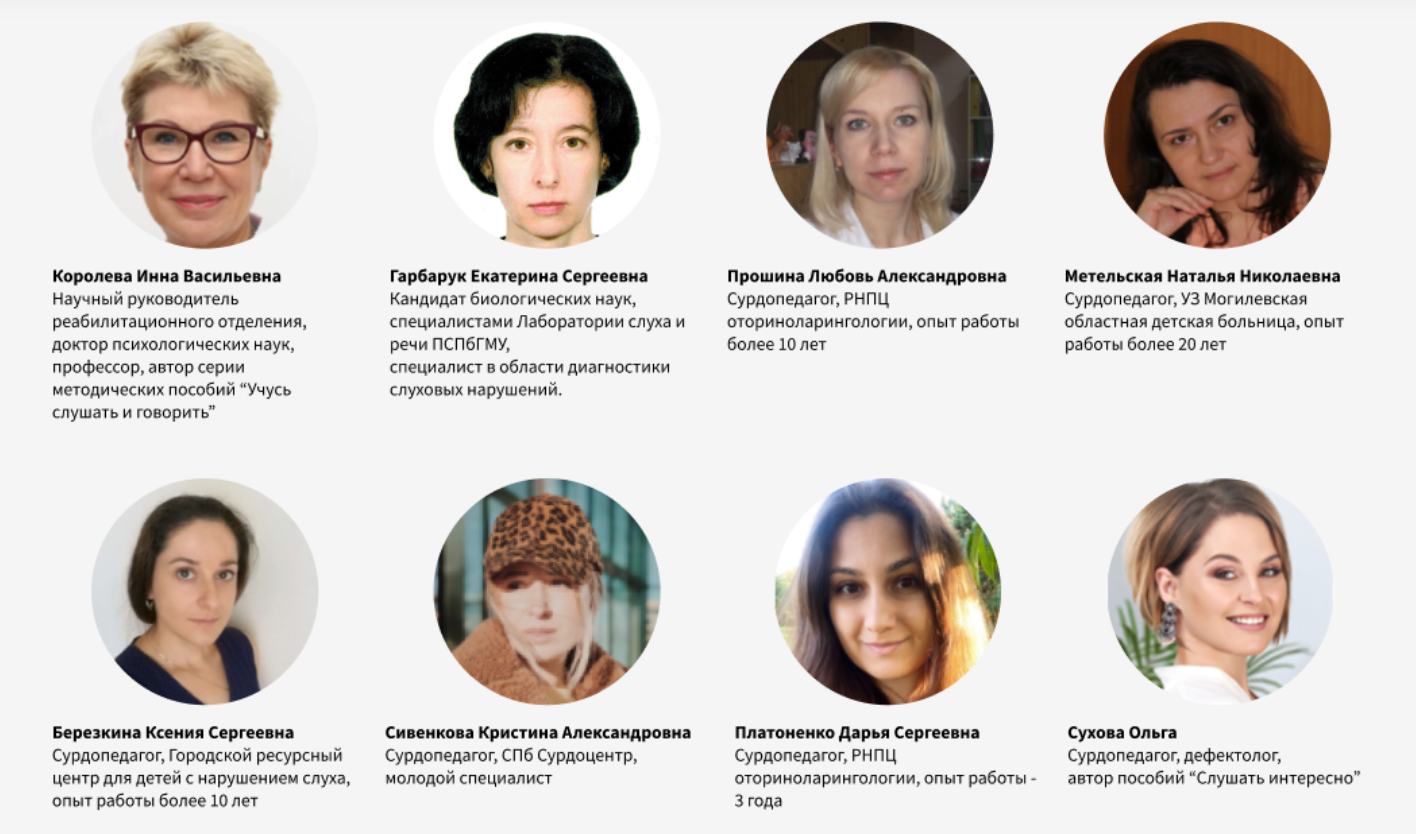 Королева Инна Васильевна
Научный руководитель
реабилитационного отделения,
доктор психологических наук,
профессор, автор серии
методических пособий “Учусь
слушать и говорить”
Гарбарук Екатерина Сергеевна
Кандидат биологических наук,
специалистами Лаборатории слуха и
речи ПСПбГМУ,
специалист в области диагностики
слуховых нарушений.
Прошина Любовь Александровна
Сурдопедагог, РНПЦ
оториноларингологии, опыт работы
более 10 лет
Метельская Наталья Николаевна
Сурдопедагог, УЗ Могилевская
областная детская больница, опыт
работы более 20 лет
Березкина Ксения Сергеевна
Сурдопедагог, Городской ресурсный
центр для детей с нарушением слуха,
опыт работы более 10 лет
Сивенкова Кристина Александровна
Сурдопедагог, СПб Сурдоцентр,
молодой специалист
Платоненко Дарья Сергеевна
Сурдопедагог, РНПЦ
оториноларингологии, опыт работы -
3 года
Сухова Ольга
Сурдопедагог, дефектолог,
автор пособий “Слушать интересно”